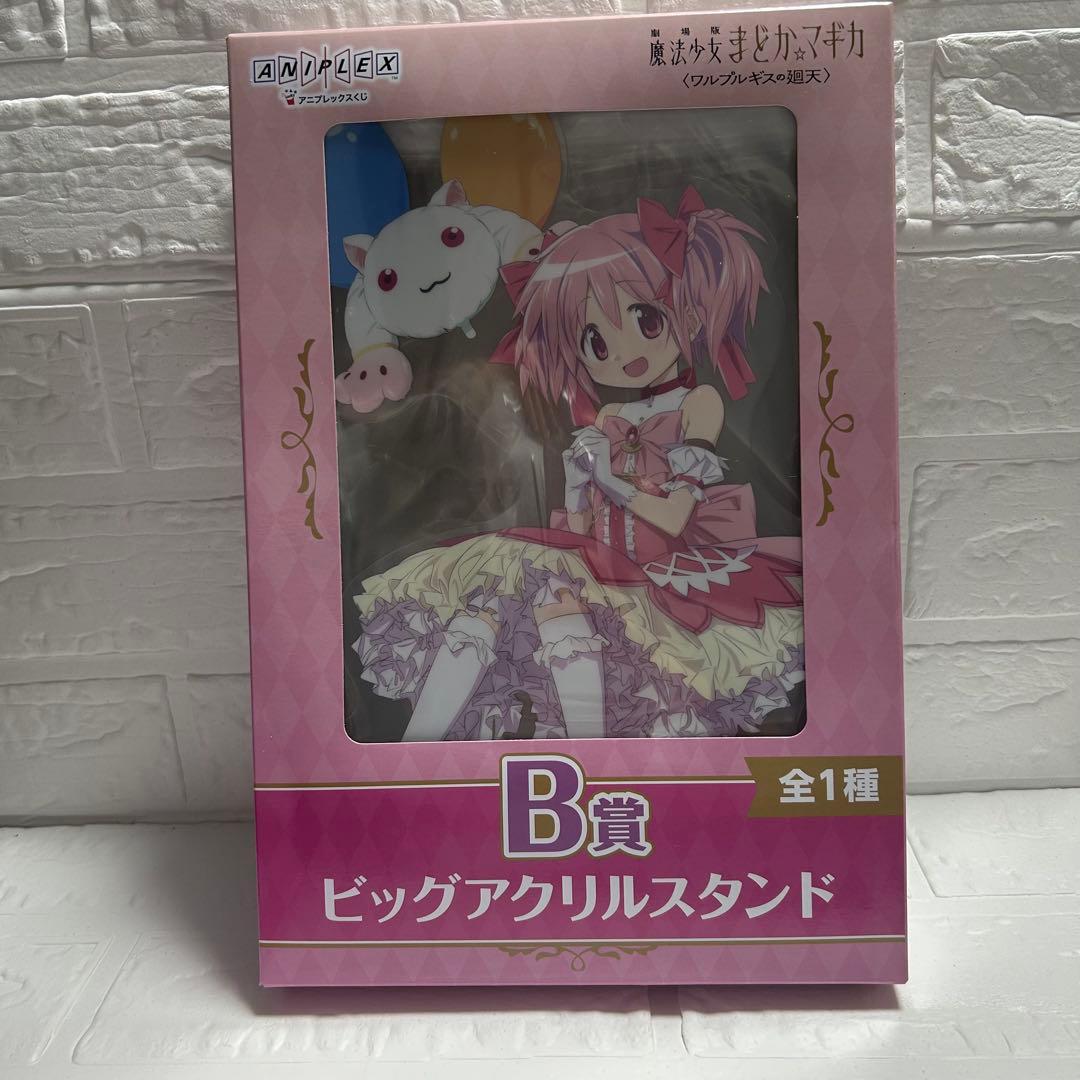 ANIPLEX™
アニプレックスくじ
劇場版
魔法少女まどか☆マギカ
〈ワルプルギスの廻天〉
B賞
全1種
ビッグアクリルスタンド